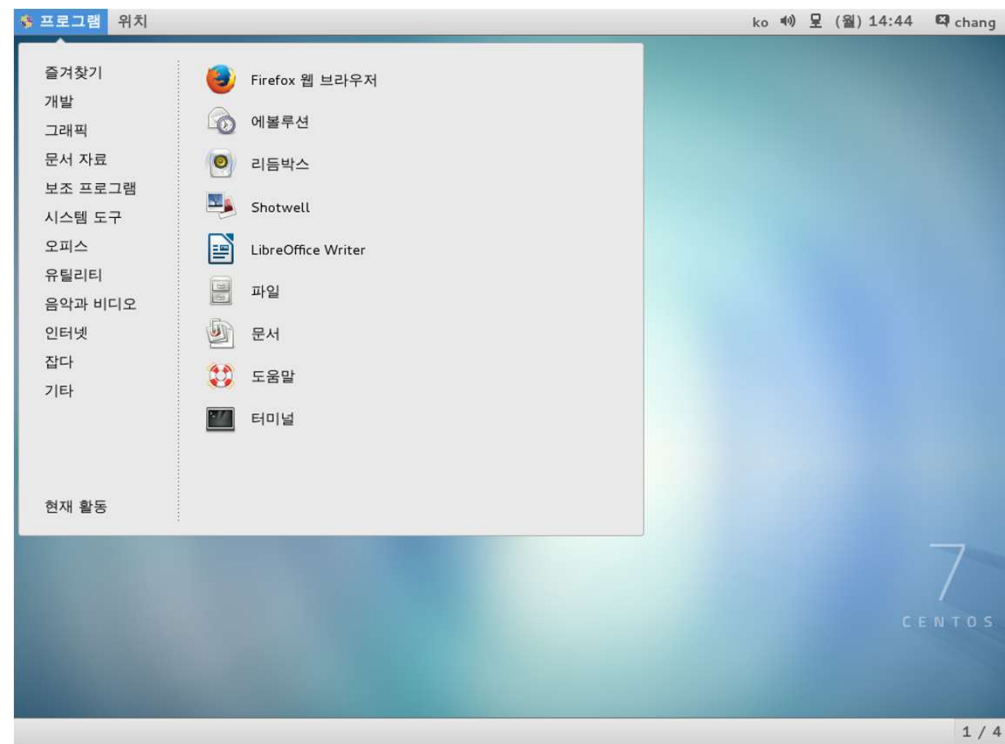 프로그램 위치 ko (월) 14:44 chang
즐겨찾기
개발
그래픽
문서 자료
보조 프로그램
시스템 도구
오피스
유틸리티
음악과 비디오
인터넷
잡다
기타
현재 활동
Firefox 웹 브라우저
에볼루션
리듬박스
Shotwell
LibreOffice Writer
파일
문서
도움말
터미널
7
CENTOS
1 / 4